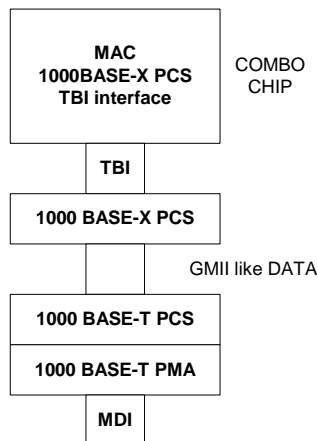 MAC
1000BASE-X PCS
TBI interface
COMBO
CHIP
TBI
1000 BASE-X PCS
GMII like DATA
1000 BASE-T PCS
1000 BASE-T PMA
MDI